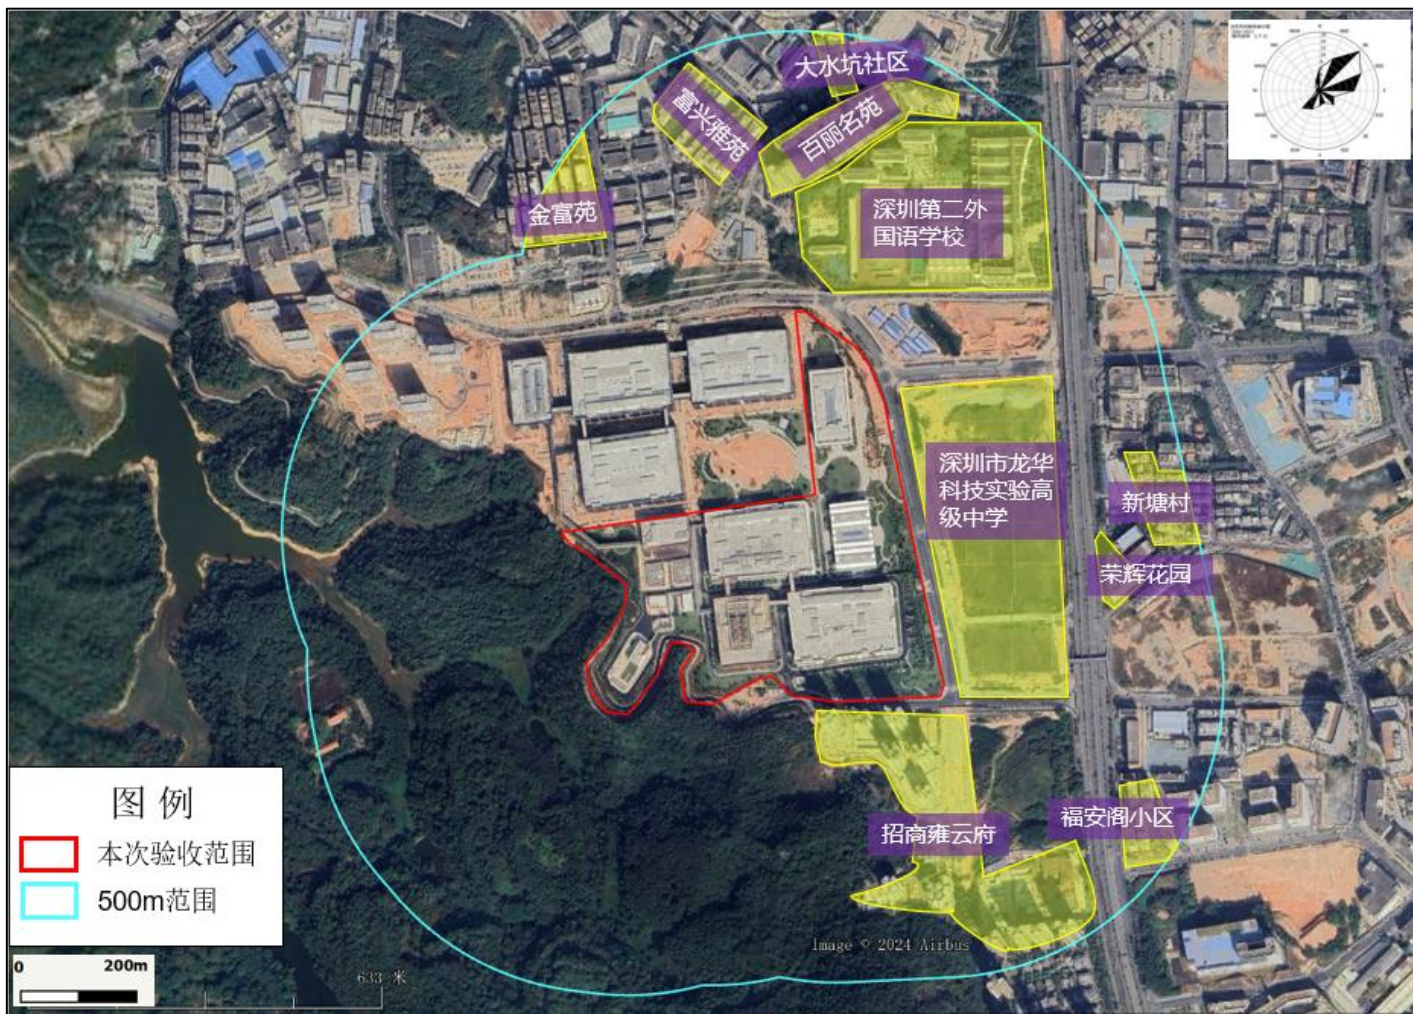 大水坑社区
富兴雅苑
百丽名苑
金富苑
深圳第二外
国语学校
深圳市龙华
科技实验高
级中学
新塘村
荣辉花园
招商雍云府
福安阁小区
图例
本次验收范围
500m范围
Image © 2024 Airbus
0 200m
633 米